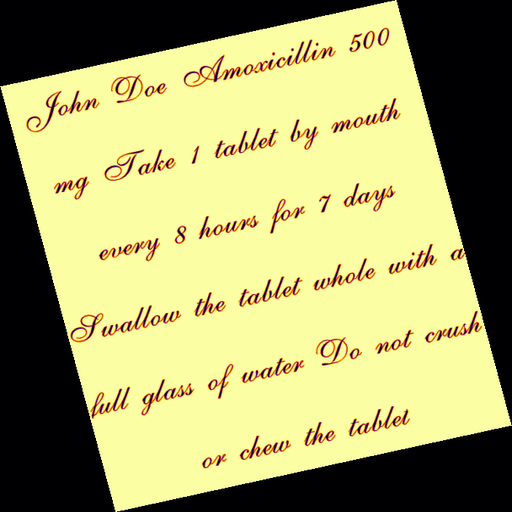 John Doe Amoxicillin 500
mg Take 1 tablet by mouth
every 8 hours for 7 days
Swallow the tablet whole with a
full glass of water Do not crush
or chew the tablet